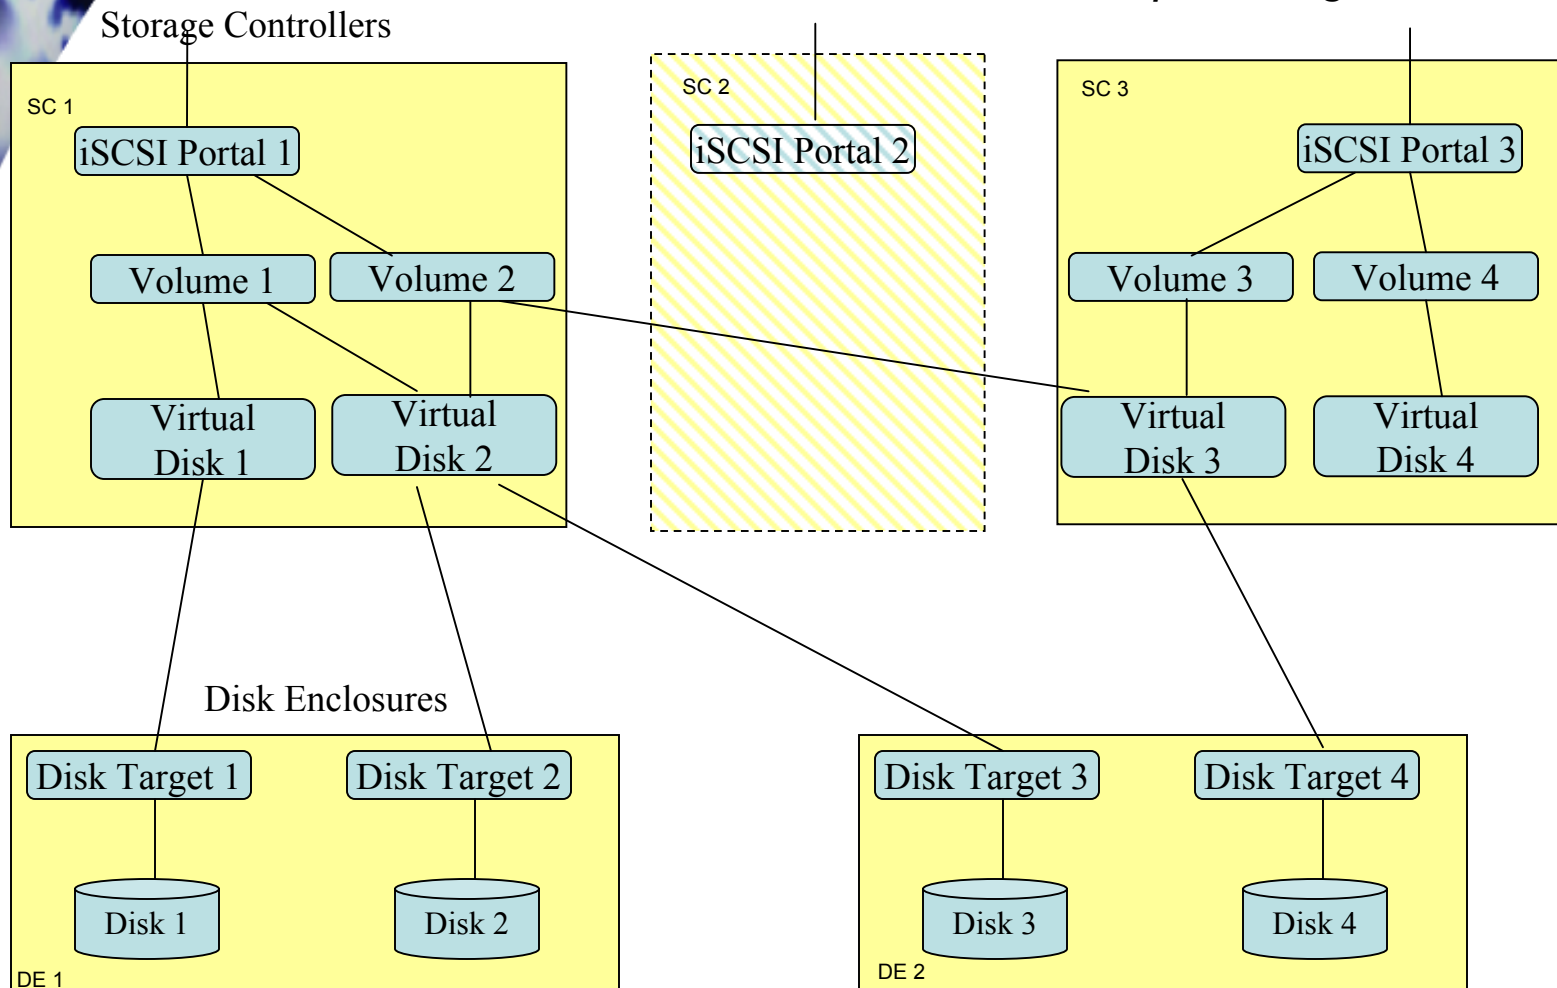 Storage Controllers
SC 1
SC 2
SC 3
iSCSI Portal 1
iSCSI Portal 2
iSCSI Portal 3
Volume 1
Volume 2
Volume 3
Volume 4
Virtual
Disk 1
Virtual
Disk 2
Virtual
Disk 3
Virtual
Disk 4
Disk Enclosures
Disk Target 1
Disk Target 2
Disk Target 3
Disk Target 4
Disk 1
Disk 2
Disk 3
Disk 4
DE 1
DE 2